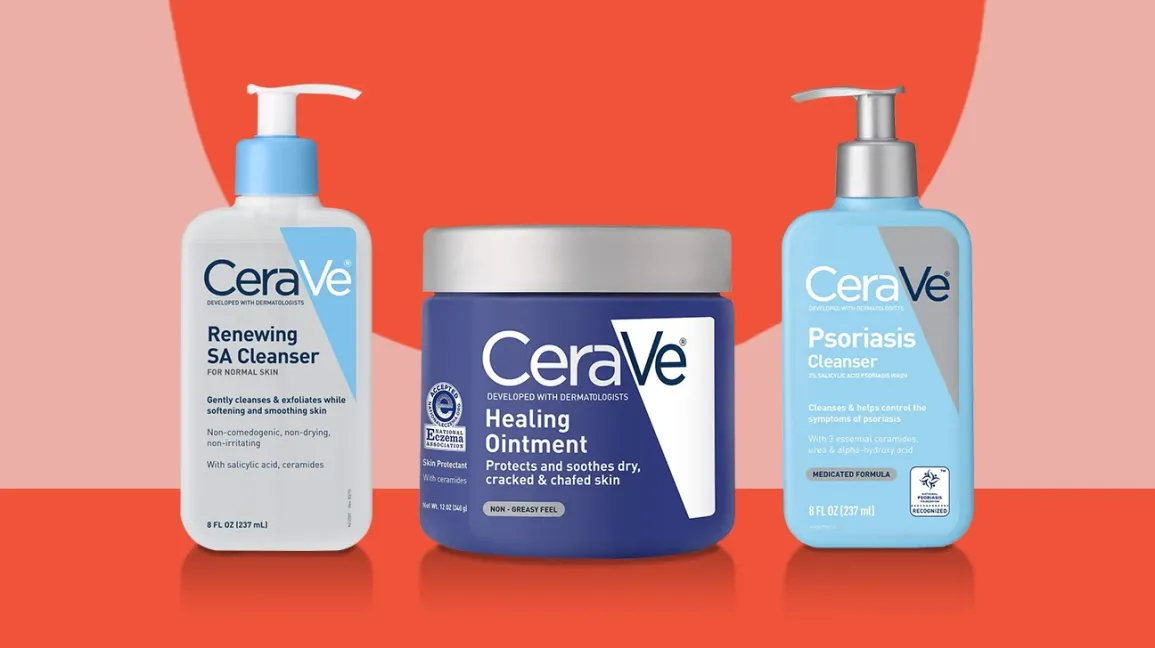 CeraVe®
DEVELOPED WITH DERMATOLOGISTS
Renewing
SA Cleanser
FOR NORMAL SKIN
Gently cleanses & exfoliates while
softening and smoothing skin
Non-comedogenic, non-drying,
non-irritating
With salicylic acid, ceramides
8 FL OZ (237 mL)
CeraVe®
DEVELOPED WITH DERMATOLOGISTS
Healing
Ointment
Protects and soothes dry,
cracked & chafed skin
NON - GREASY FEEL
ACCEPTED
e
NATIONAL
Eczema
ASSOCIATION
Skin Protectant
With ceramides
Net Wt. 12 OZ (340g)
CeraVe®
DEVELOPED WITH DERMATOLOGISTS
Psoriasis
Cleanser
2% SALICYLIC ACID PSORIASIS WASH
Cleanses & helps control the
symptoms of psoriasis
With 3 essential ceramides,
urea & alpha-hydroxy acid
MEDICATED FORMULA
8 FL OZ (237 mL)
NATIONAL
PSORIASIS
FOUNDATION
RECOGNIZED
TM